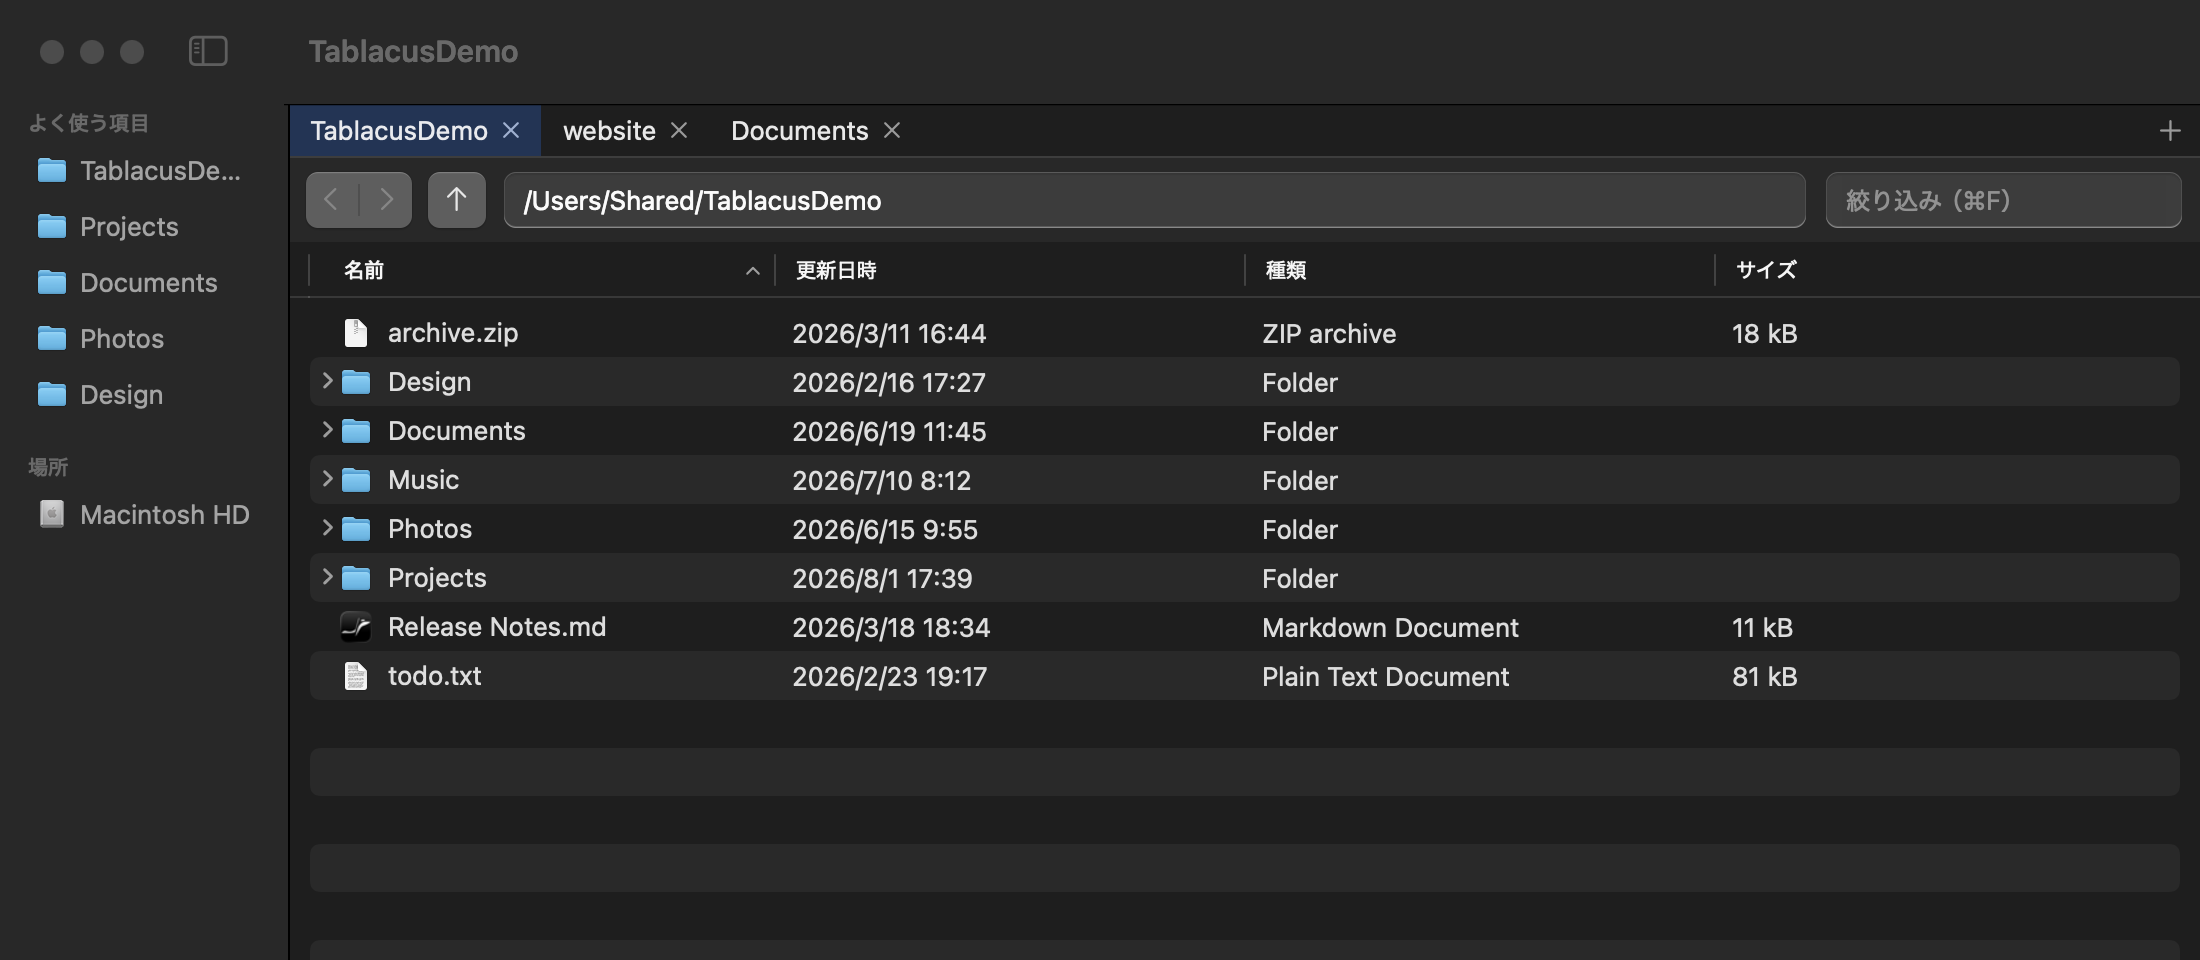 TablacusDemo
よく使う項目
TablacusDe...
Projects
Documents
Photos
Design
場所
Macintosh HD
TablacusDemo website Documents
/Users/Shared/TablacusDemo 絞り込み (⌘F)
名前 更新日時 種類 サイズ
archive.zip 2026/3/11 16:44 ZIP archive 18 kB
Design 2026/2/16 17:27 Folder
Documents 2026/6/19 11:45 Folder
Music 2026/7/10 8:12 Folder
Photos 2026/6/15 9:55 Folder
Projects 2026/8/1 17:39 Folder
Release Notes.md 2026/3/18 18:34 Markdown Document 11 kB
todo.txt 2026/2/23 19:17 Plain Text Document 81 kB